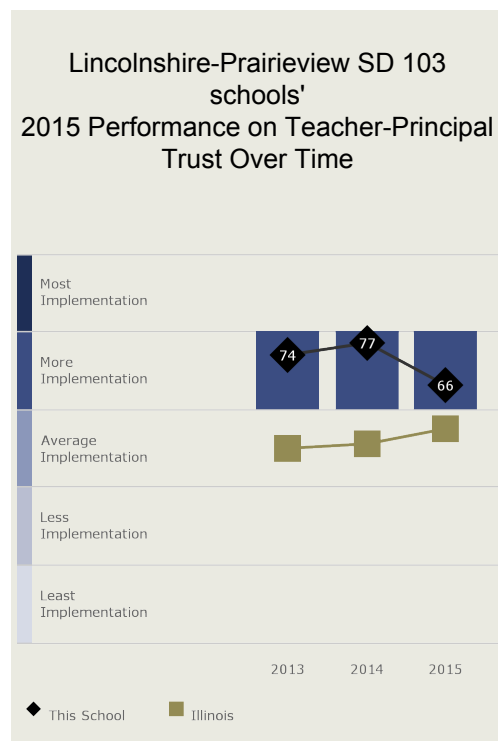 Lincolnshire-Prairieview SD 103
schools'
2015 Performance on Teacher-Principal
Trust Over Time
Most
Implementation
More
Implementation
74
77
66
Average
Implementation
Less
Implementation
Least
Implementation
2013 2014 2015
This School Illinois